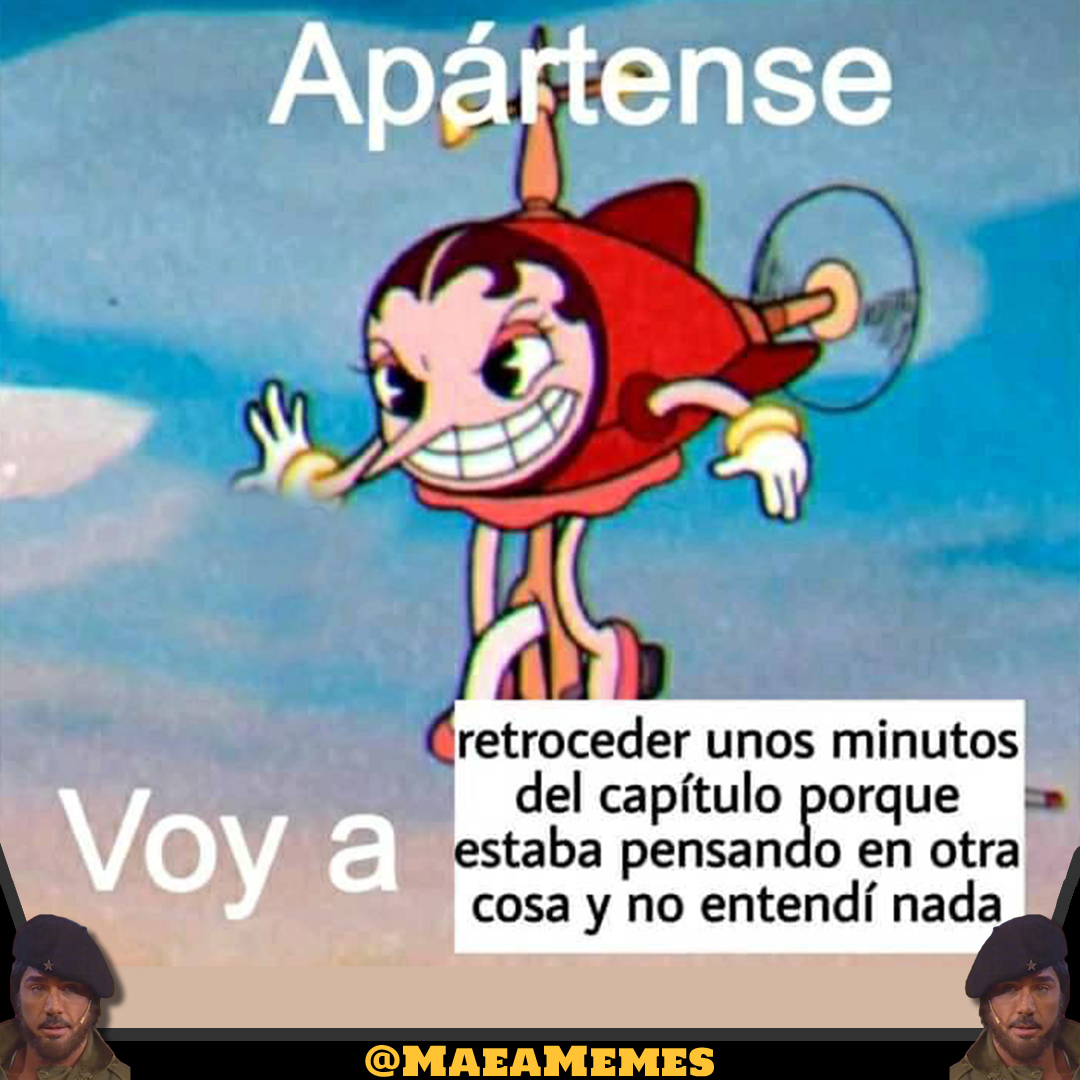 Apártense
Voy a
retroceder unos minutos
del capítulo porque
estaba pensando en otra
cosa y no entendí nada
@MaeaMemes